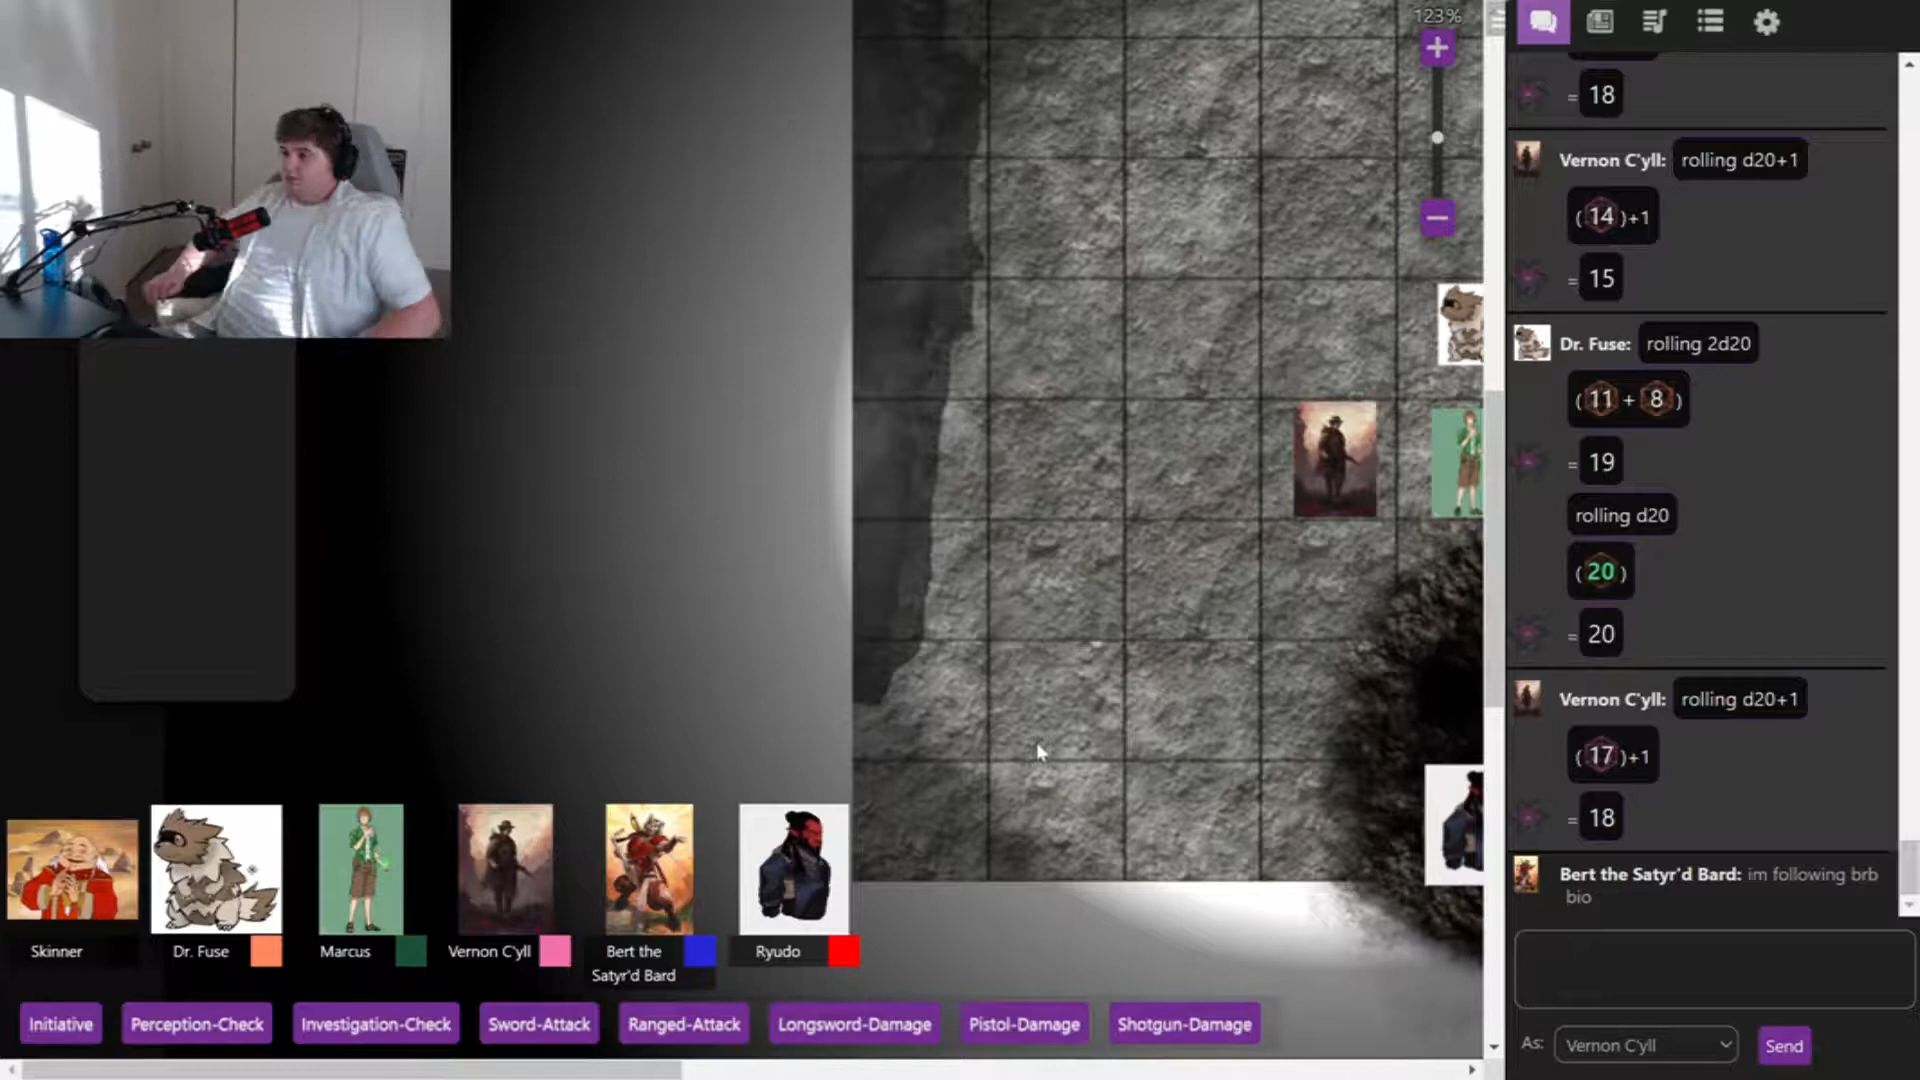 123%
= 18
Vernon C'yll: rolling d20+1
(14)+1
= 15
Dr. Fuse: rolling 2d20
(11 + 8)
= 19
rolling d20
(20)
= 20
Vernon C'yll: rolling d20+1
(17)+1
= 18
Bert the Satyr'd Bard: im following brb
bio
As: Vernon C'yll Send
Skinner
Dr. Fuse
Marcus
Vernon C'yll
Bert the
Satyr'd Bard
Ryudo
Initiative
Perception-Check
Investigation-Check
Sword-Attack
Ranged-Attack
Longsword-Damage
Pistol-Damage
Shotgun-Damage